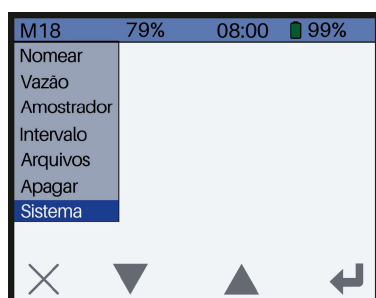 M18 79% 08:00 99%
Nomear
Vazão
Amostrador
Intervalo
Arquivos
Apagar
Sistema